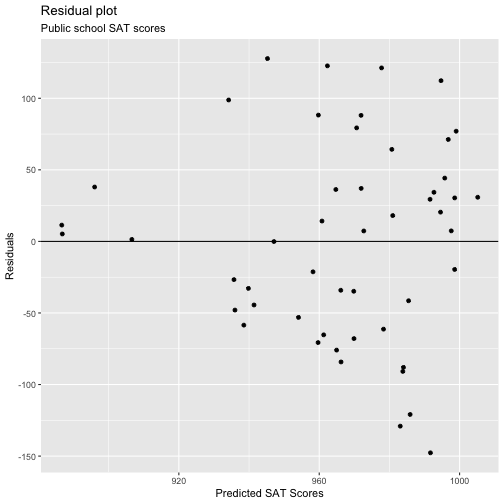 Residual plot
Public school SAT scores
Residuals
100
50
0
-50
-100
-150
920
960
1000
Predicted SAT Scores